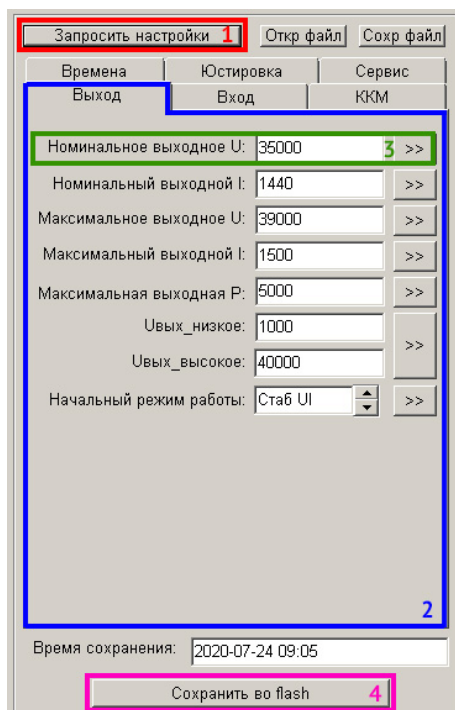 Запросить настройки 1 Откр файл Сохр файл
Времена Юстировка Сервис
Выход Вход ККМ
Номинальное выходное U: 35000 3 >>
Номинальный выходной I: 1440 >>
Максимальное выходное U: 39000 >>
Максимальный выходной I: 1500 >>
Максимальная выходная P: 5000 >>
Uвых_низкое: 1000
>>
Uвых_высокое: 40000
Начальный режим работы: Стаб UI >>
2
Время сохранения: 2020-07-24 09:05
Сохранить во flash 4